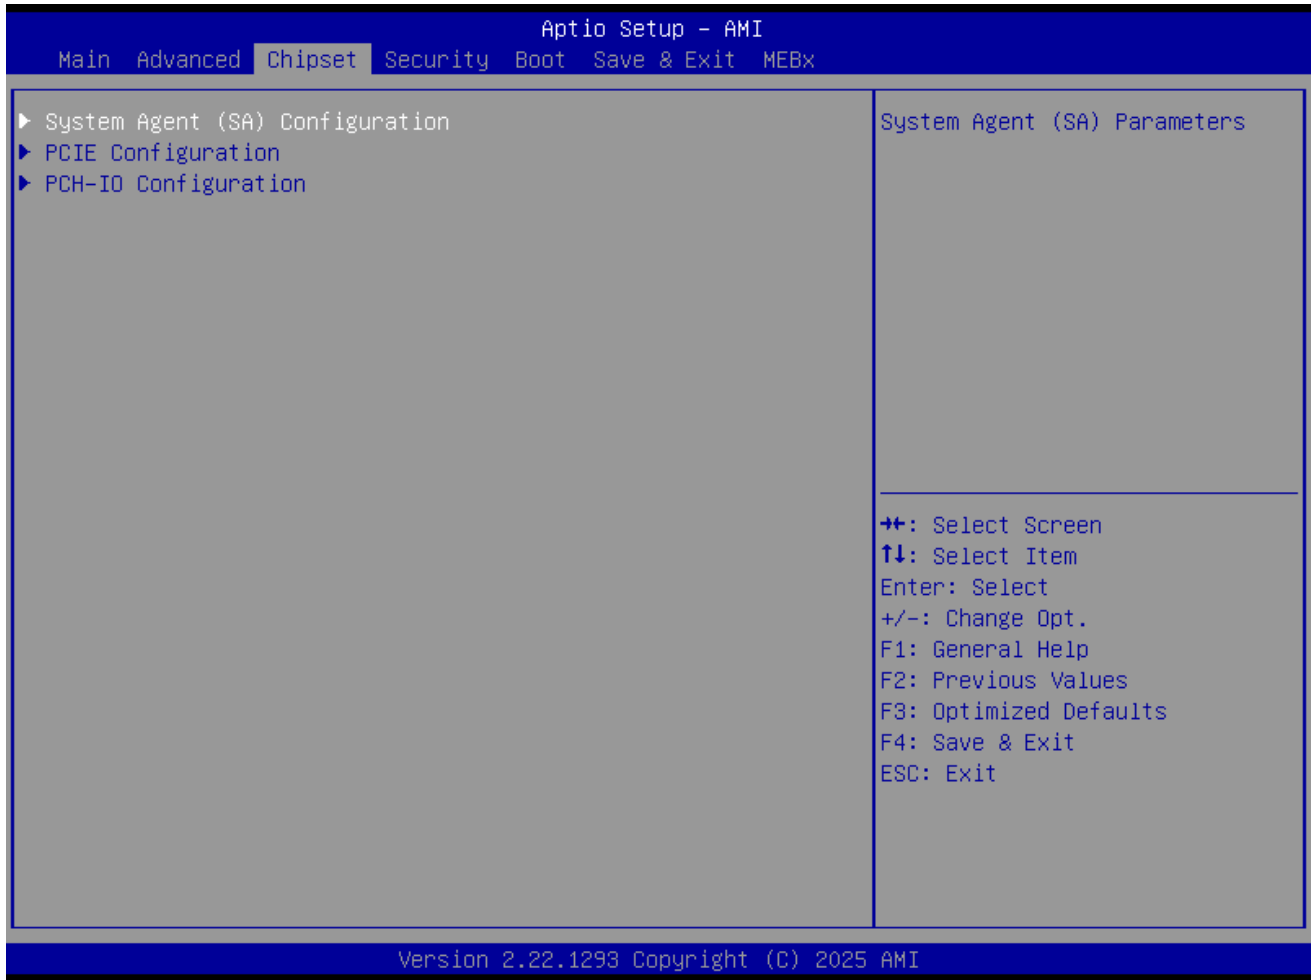 Aptio Setup - AMI
Main Advanced Chipset Security Boot Save & Exit MEBx
System Agent (SA) Configuration
PCIE Configuration
PCH-IO Configuration
System Agent (SA) Parameters
→←: Select Screen
↑↓: Select Item
Enter: Select
+/-: Change Opt.
F1: General Help
F2: Previous Values
F3: Optimized Defaults
F4: Save & Exit
ESC: Exit
Version 2.22.1293 Copyright (C) 2025 AMI